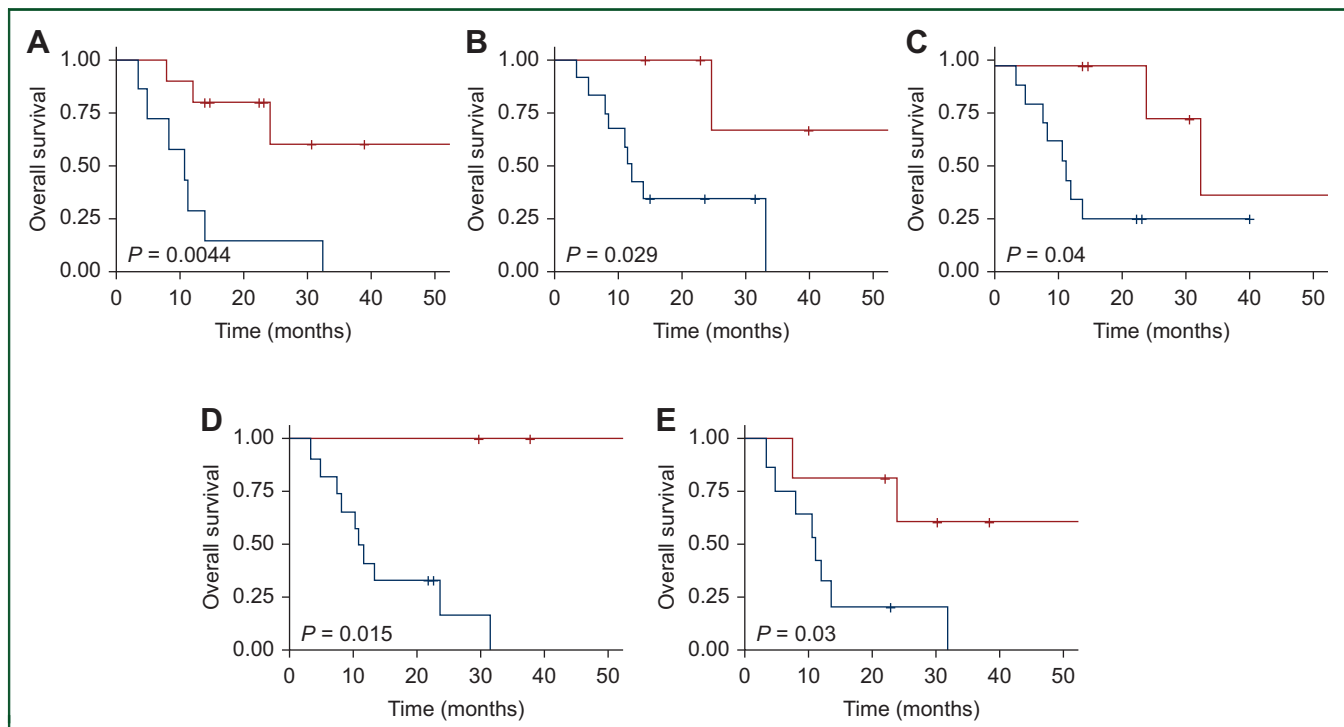 A
1.00
0.75
0.50
0.25
0.00
Overall survival
P = 0.0044
0 10 20 30 40 50
Time (months)
B
1.00
0.75
0.50
0.25
0.00
Overall survival
P = 0.029
0 10 20 30 40 50
Time (months)
C
1.00
0.75
0.50
0.25
0.00
Overall survival
P = 0.04
0 10 20 30 40 50
Time (months)
D
1.00
0.75
0.50
0.25
0.00
Overall survival
P = 0.015
0 10 20 30 40 50
Time (months)
E
1.00
0.75
0.50
0.25
0.00
Overall survival
P = 0.03
0 10 20 30 40 50
Time (months)